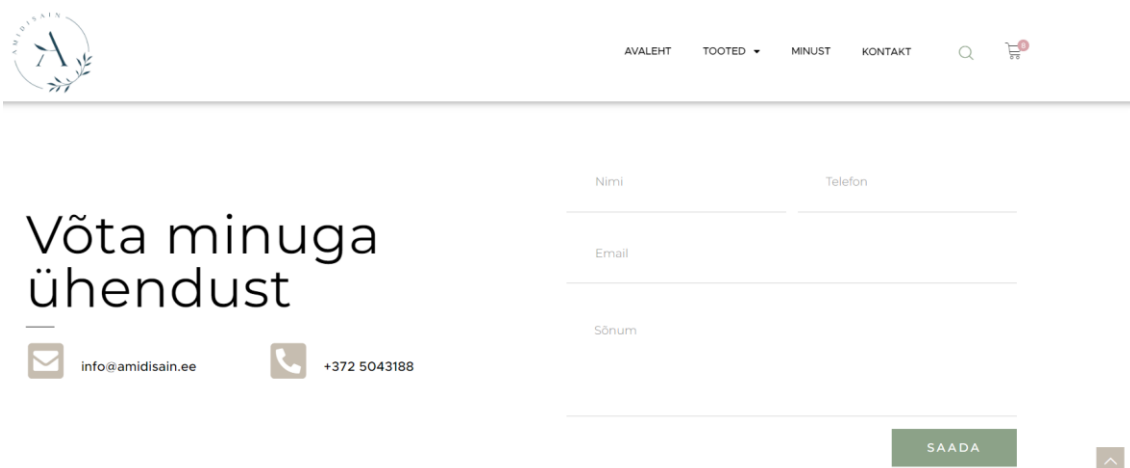 AMIDISAIN
A
AVALEHT TOOTED MINUST KONTAKT
Nimi Telefon
Võta minuga
ühendust
Email
Sõnum
info@amidisain.ee +372 5043188
SAADA